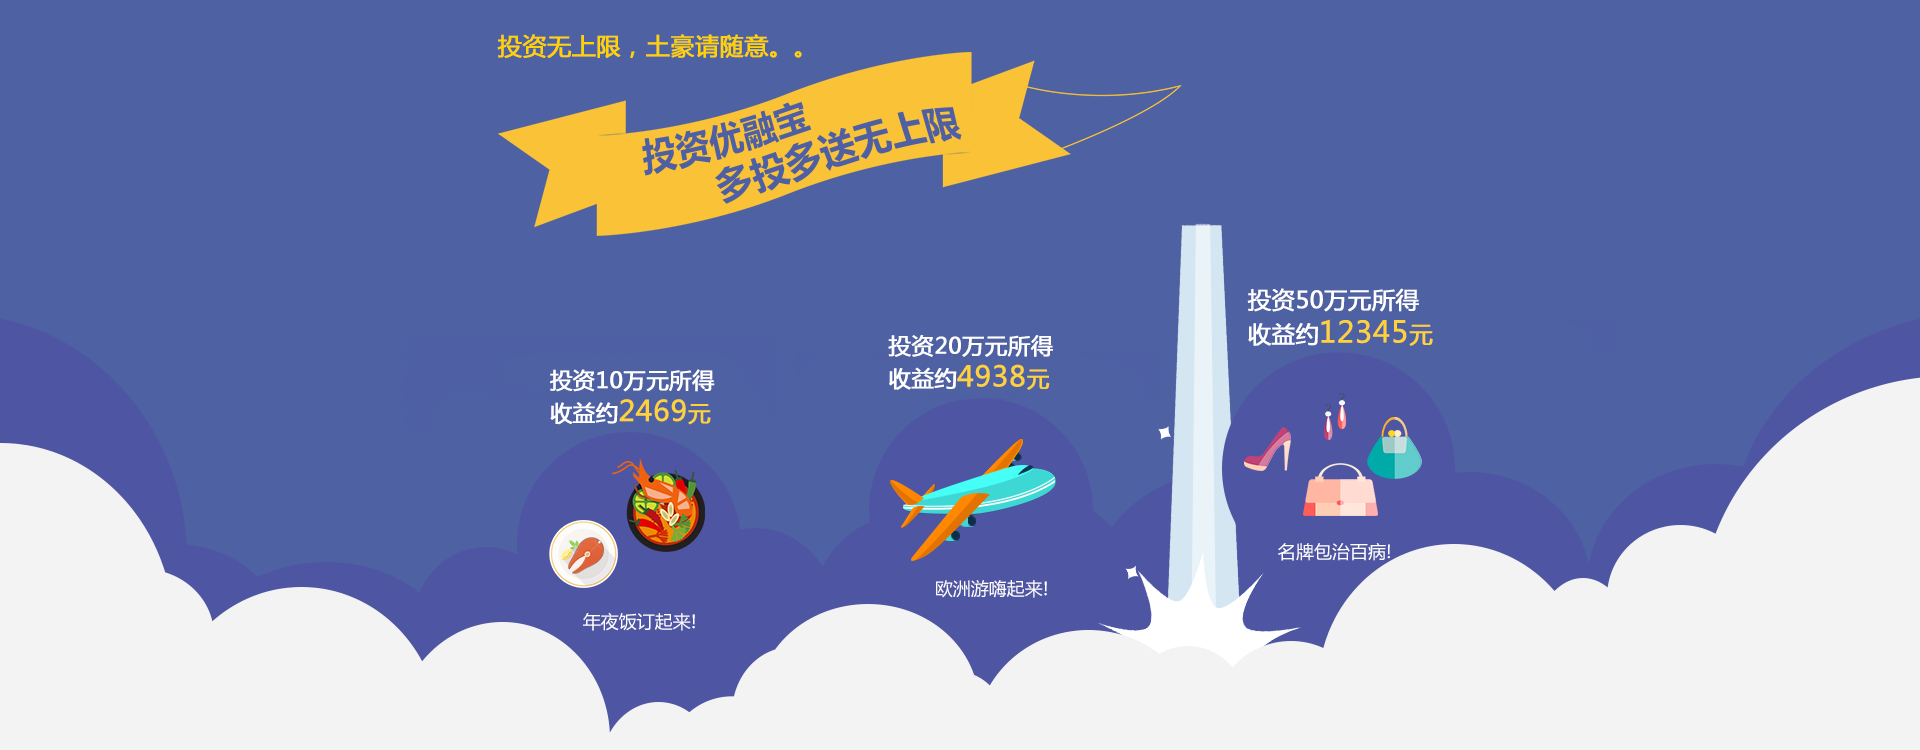 投资无上限，土豪请随意。。
投资优融宝
多投多送无上限
投资10万元所得
收益约2469元
年夜饭订起来!
投资20万元所得
收益约4938元
欧洲游嗨起来!
投资50万元所得
收益约12345元
名牌包治百病!